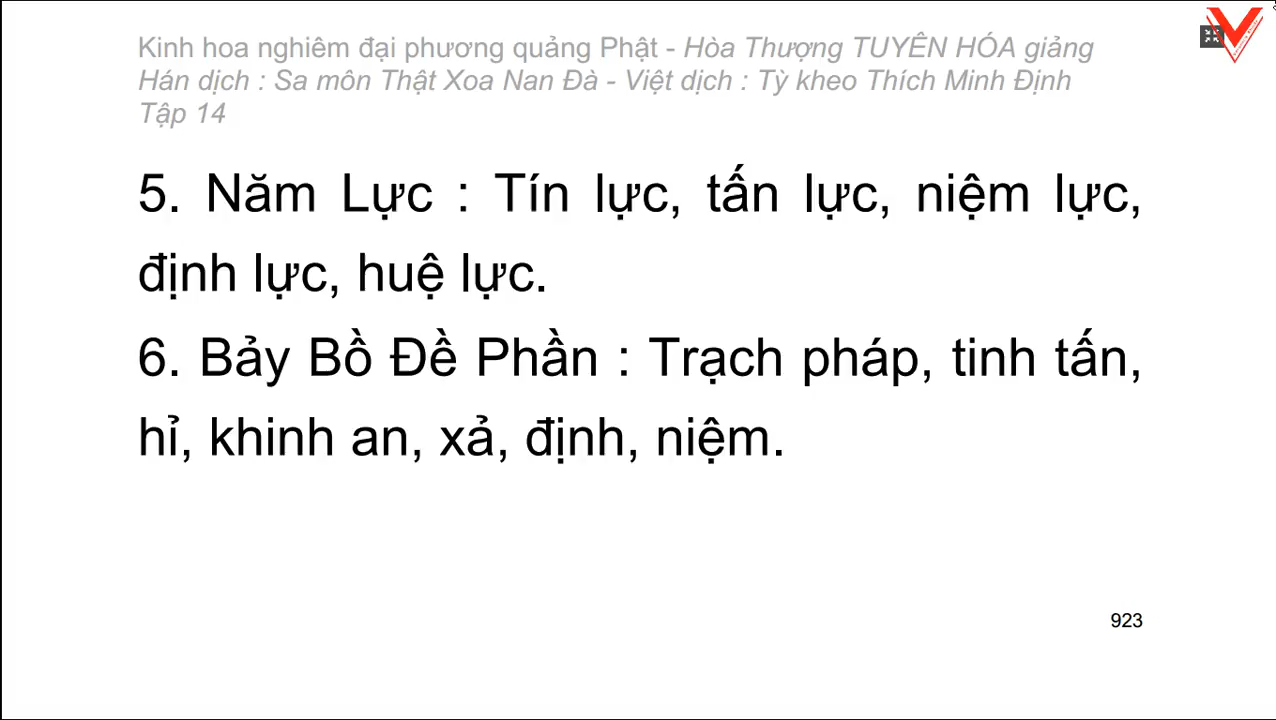 Kinh hoa nghiêm đại phương quảng Phật - Hòa Thượng TUYÊN HÓA giảng
Hán dịch : Sa môn Thật Xoa Nan Đà - Việt dịch : Tỳ kheo Thích Minh Định
Tập 14
5. Năm Lực : Tín lực, tấn lực, niệm lực,
định lực, huệ lực.
6. Bảy Bồ Đề Phần : Trạch pháp, tinh tấn,
hỉ, khinh an, xả, định, niệm.
923